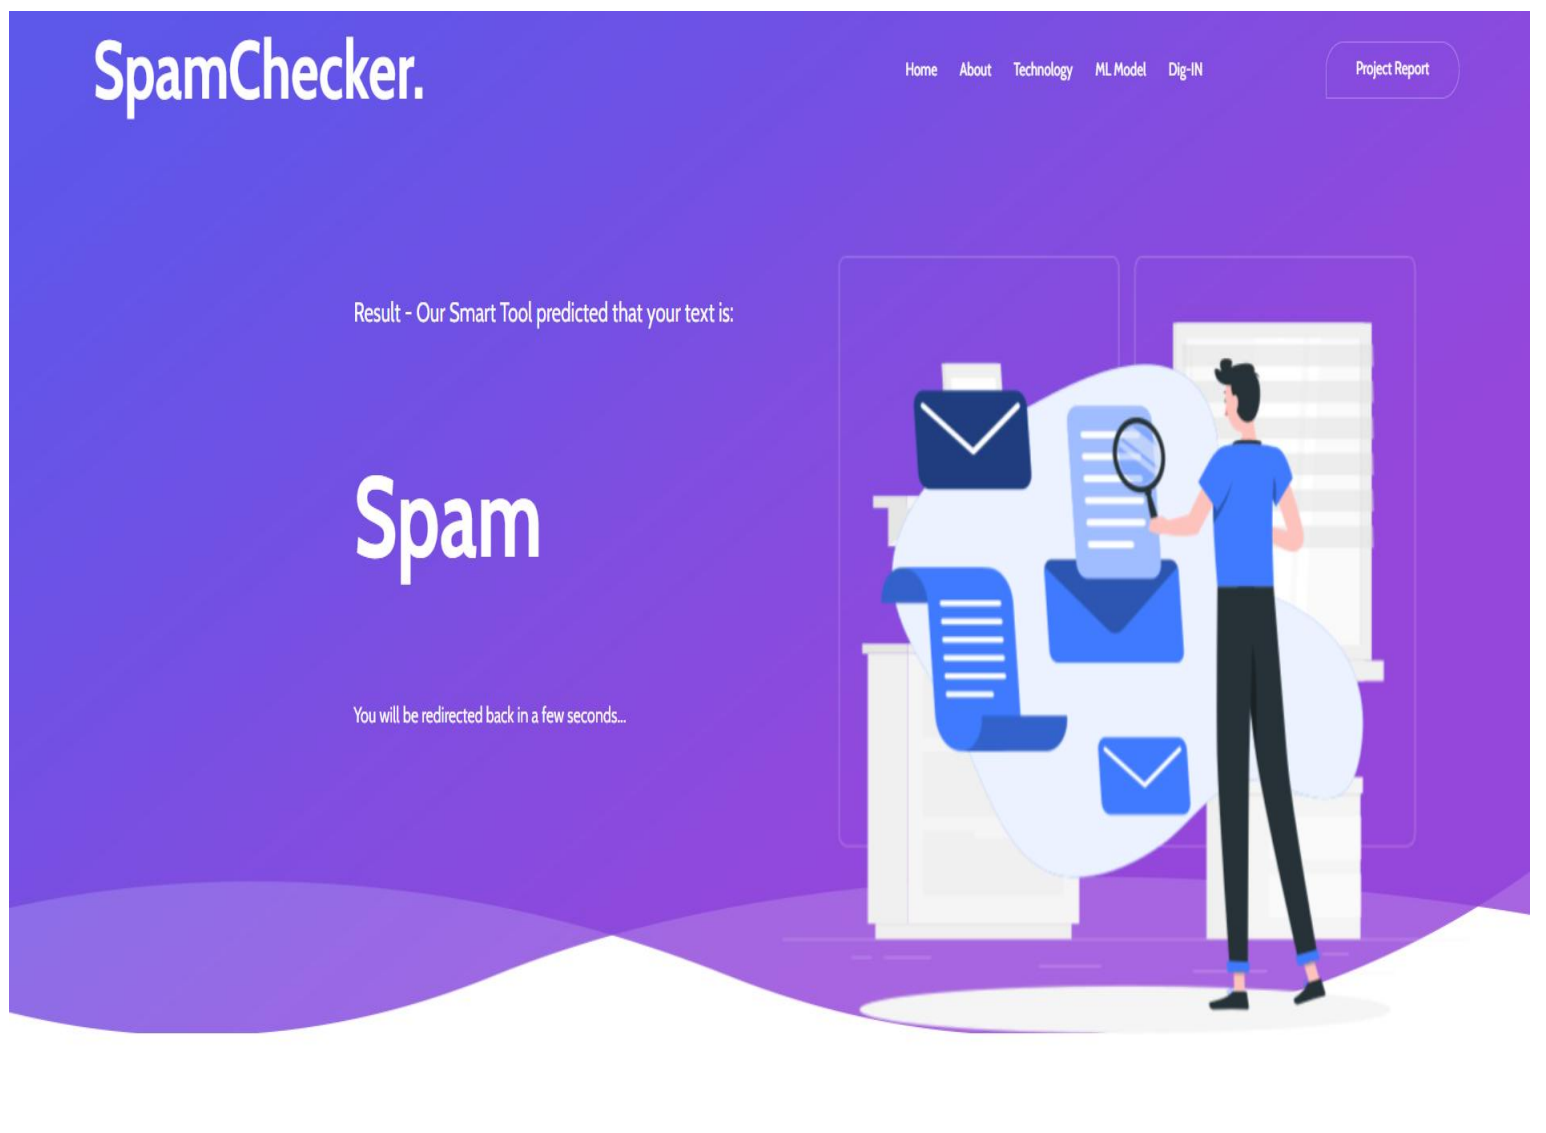 SpamChecker.
Home About Technology ML Model Dig-IN Project Report
Result - Our Smart Tool predicted that your text is:
Spam
You will be redirected back in a few seconds...